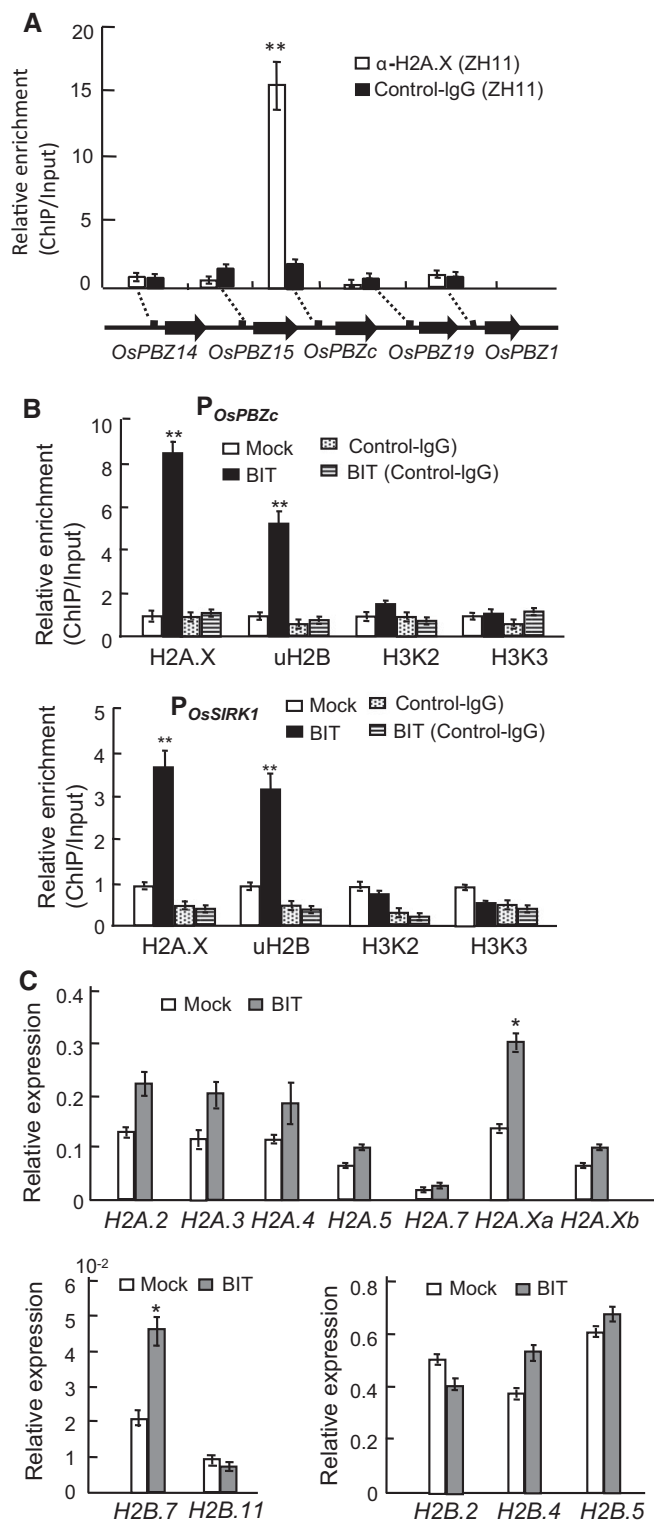 A
Relative enrichment
(ChIP/Input)
20
15
10
5
0
**
α-H2A.X (ZH11)
Control-IgG (ZH11)
OsPBZ14 OsPBZ15 OsPBZc OsPBZ19 OsPBZ1
B
P OsPBZc
Relative enrichment
(ChIP/Input)
10
8
6
4
2
0
**
**
Mock
Control-IgG)
BIT
BIT (Control-IgG)
H2A.X uH2B H3K2 H3K3
P OsSIRK1
Relative enrichment
(ChIP/Input)
5
4
3
2
1
0
**
**
Mock
Control-IgG)
BIT
BIT (Control-IgG)
H2A.X uH2B H3K2 H3K3
C
Relative expression
0.4
0.3
0.2
0.1
0
Mock BIT
*
H2A.2 H2A.3 H2A.4 H2A.5 H2A.7 H2A.Xa H2A.Xb
Relative expression
10-2
6
5
4
2
1
0
Mock BIT
*
H2B.7 H2B.11
Relative expression
0.8
0.6
0.4
0
Mock BIT
H2B.2 H2B.4 H2B.5